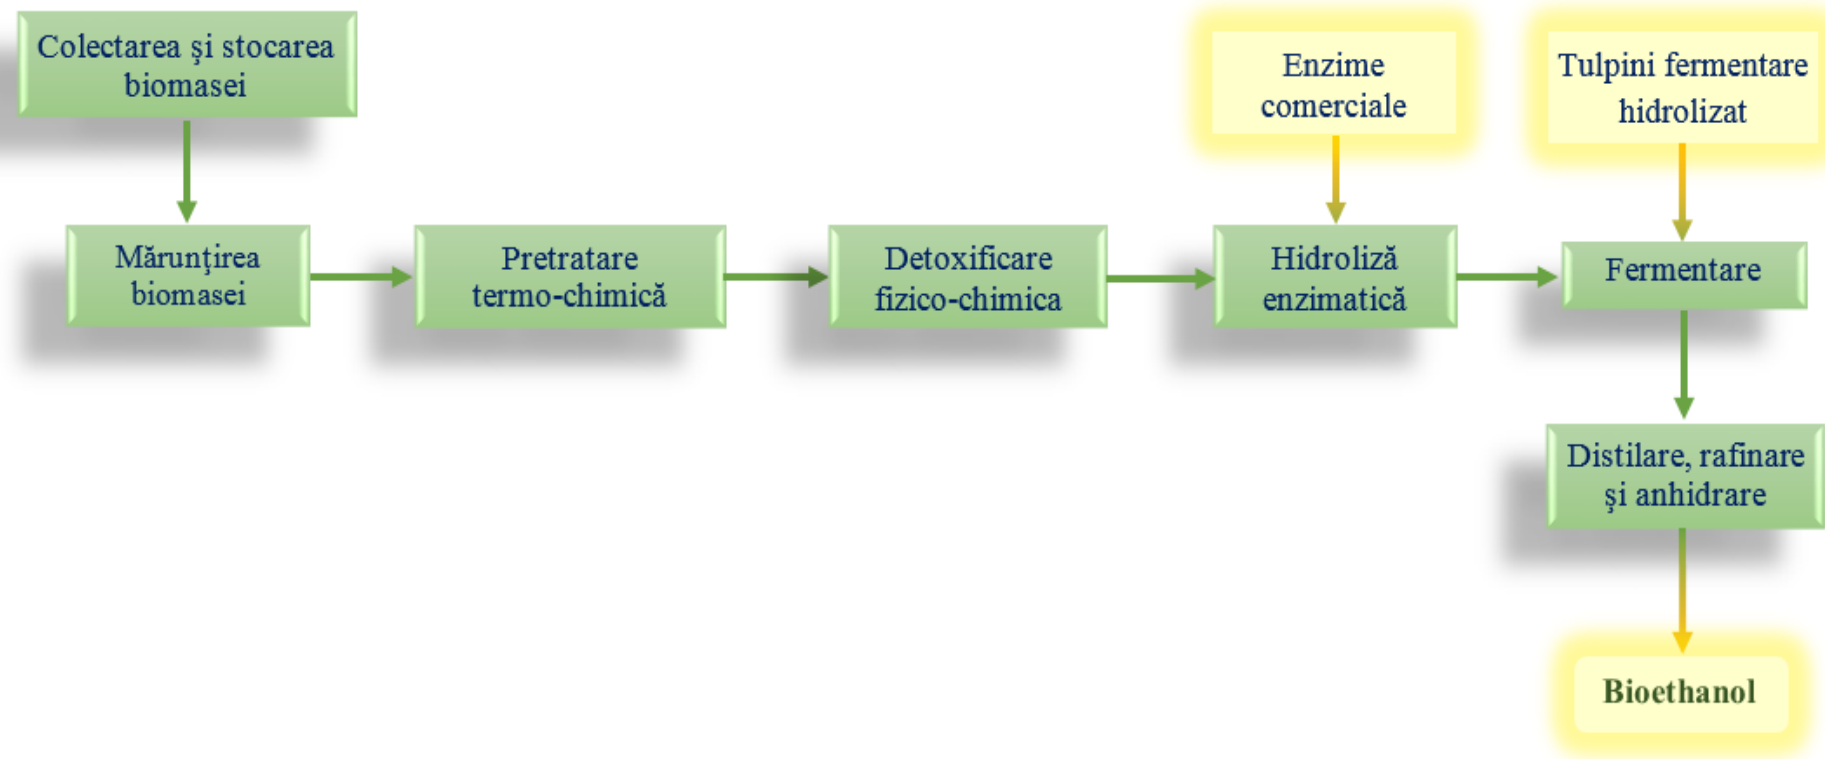 Colectarea şi stocarea
biomasei
Enzime
comerciale
Tulpini fermentare
hidrolizat
Mărunţirea
biomasei
Pretratare
termo-chimică
Detoxificare
fizico-chimica
Hidroliză
enzimatică
Fermentare
Distilare, rafinare
şi anhidrare
Bioethanol